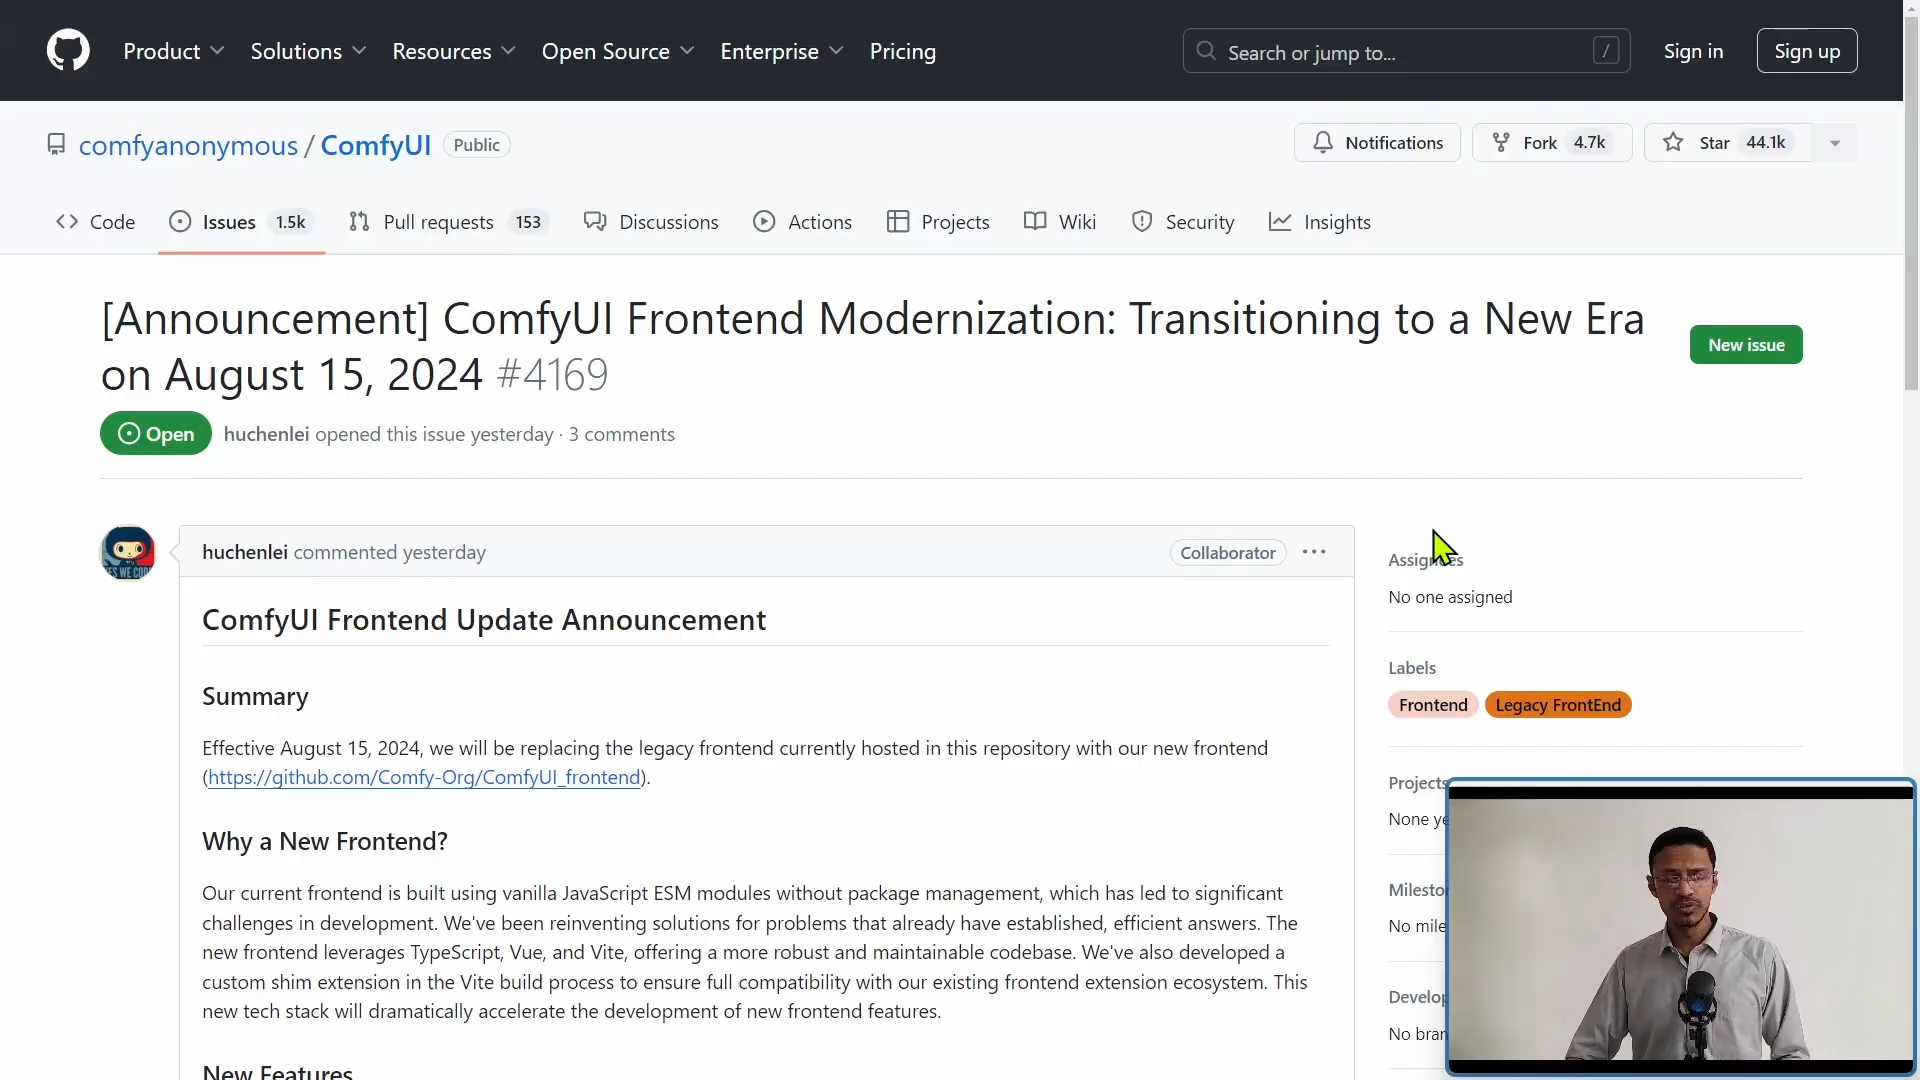 Product Solutions Resources Open Source Enterprise Pricing Search or jump to... / Sign in Sign up
comfyanonymous / ComfyUI Public Notifications Fork 4.7k Star 44.1k
Code Issues 1.5k Pull requests 153 Discussions Actions Projects Wiki Security Insights
[Announcement] ComfyUI Frontend Modernization: Transitioning to a New Era
on August 15, 2024 #4169
New issue
Open huchenlei opened this issue yesterday · 3 comments
huchenlei commented yesterday Collaborator ...
ComfyUI Frontend Update Announcement
Summary
Effective August 15, 2024, we will be replacing the legacy frontend currently hosted in this repository with our new frontend
(https://github.com/Comfy-Org/ComfyUI_frontend).
Why a New Frontend?
Our current frontend is built using vanilla JavaScript ESM modules without package management, which has led to significant
challenges in development. We've been reinventing solutions for problems that already have established, efficient answers. The
new frontend leverages TypeScript, Vue, and Vite, offering a more robust and maintainable codebase. We've also developed a
custom shim extension in the Vite build process to ensure full compatibility with our existing frontend extension ecosystem. This
new tech stack will dramatically accelerate the development of new frontend features.
New Features
Assignees
No one assigned
Labels
Frontend Legacy FrontEnd
Projects
None ye
Milesto
No mile
Develop
No bran